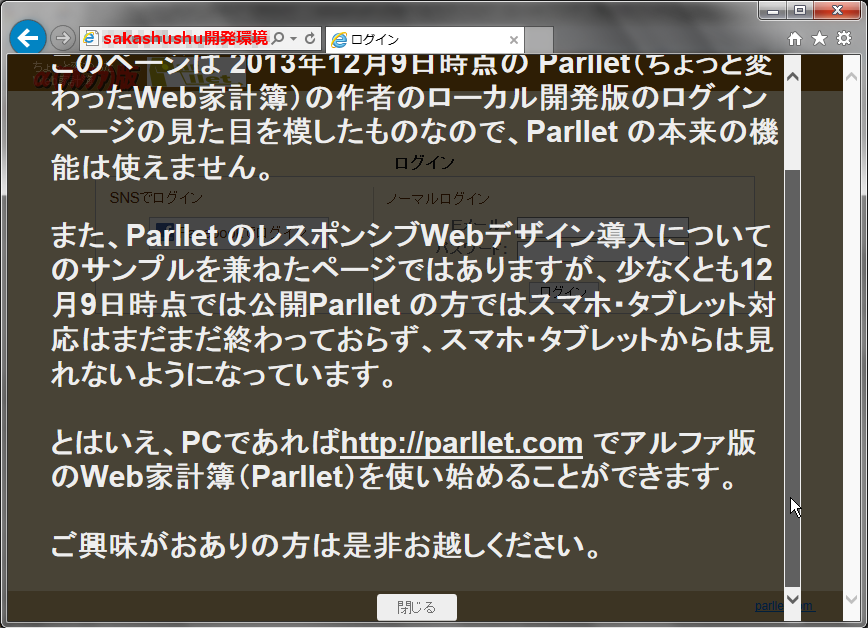 sakashushu開発環境
ログイン
このページは 2013年12月9日時点の Parllet（ちょっと変
わったWeb家計簿）の作者のローカル開発版のログイン
ページの見た目を模したものなので、Parllet の本来の機
能は使えません。
ログイン
SNSでログイン
ノーマルログイン
また、Parllet のレスポンシブWebデザイン導入について
のサンプルを兼ねたページではありますが、少なくとも12
月9日時点では公開Parllet の方ではスマホ・タブレット対
応はまだまだ終わっておらず、スマホ・タブレットからは見
れないようになっています。
ログイン
とはいえ、PCであればhttp://parllet.com でアルファ版
のWeb家計簿（Parllet）を使い始めることができます。
ご興味がおありの方は是非お越しください。
閉じる